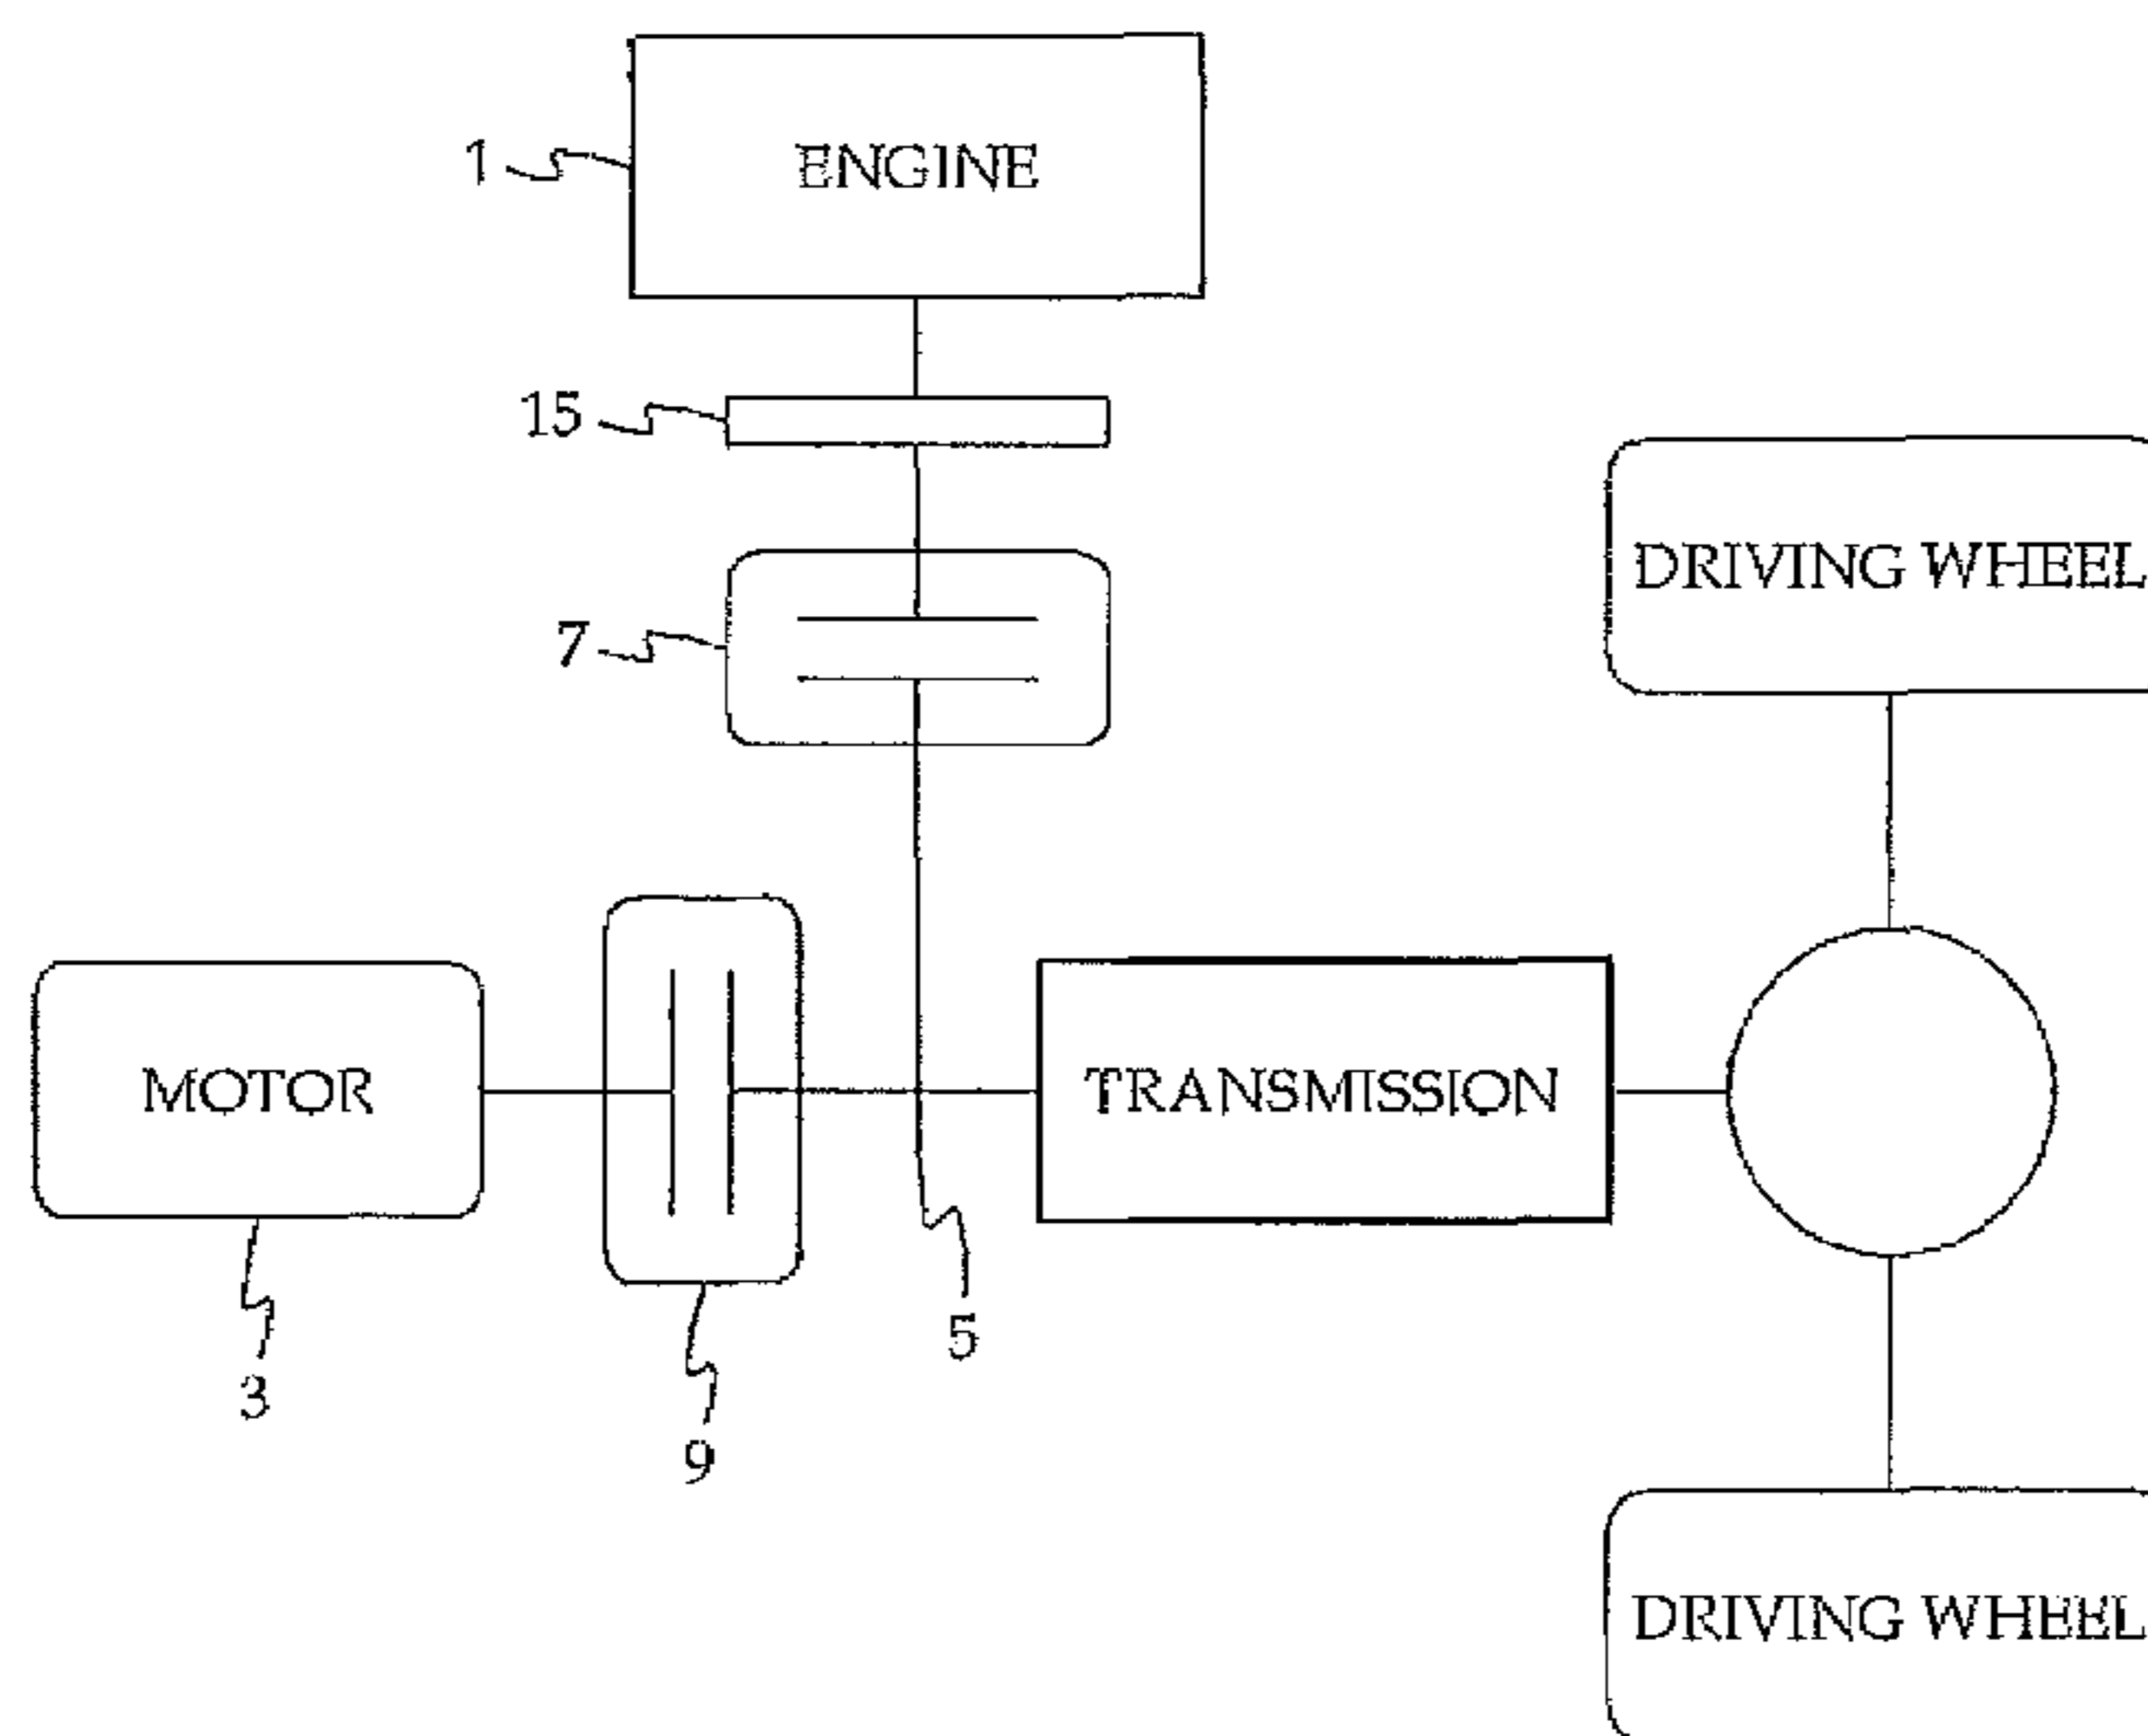 1
ENGINE
15
DRIVING WHEEL
7
MOTOR
TRANSMISSION
5
3
9
DRIVING WHEEL